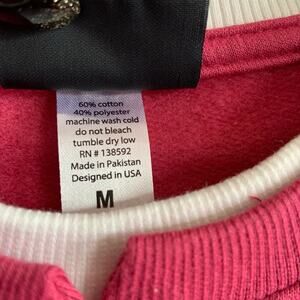 60% cotton
40% polyester
machine wash cold
do not bleach
tumble dry low
RN # 138592
Made in Pakistan
Designed in USA
M